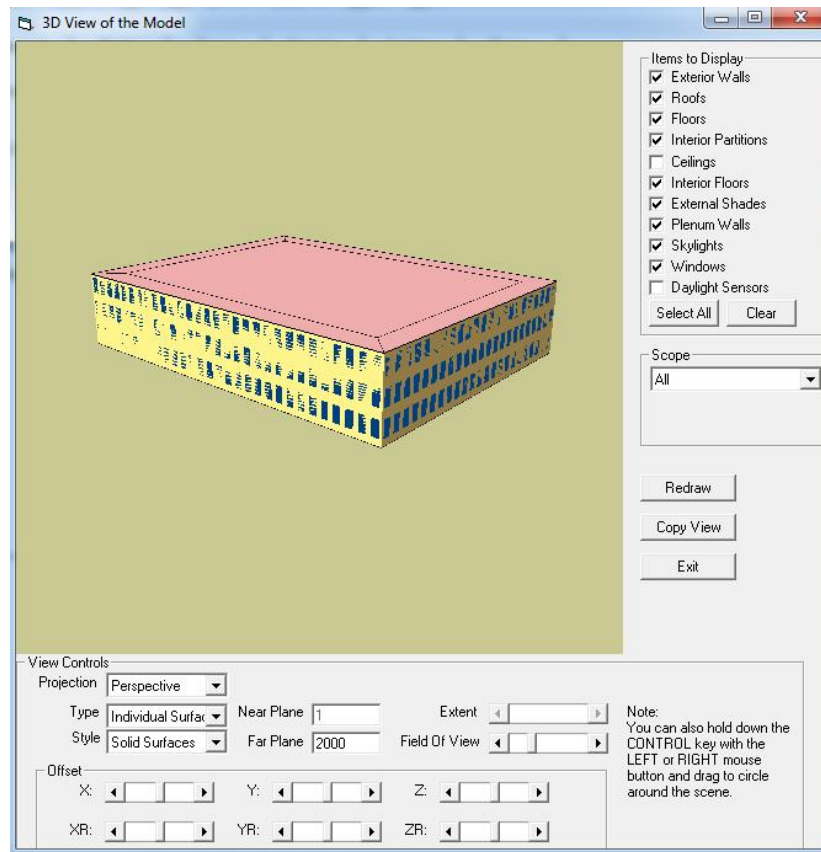 3D View of the Model
Items to Display
Exterior Walls
Roofs
Floors
Interior Partitions
Ceilings
Interior Floors
External Shades
Plenum Walls
Skylights
Windows
Daylight Sensors
Select All Clear
Scope
All
Redraw
Copy View
Exit
View Controls
Projection Perspective
Type Individual Surfac Near Plane 1 Extent
Style Solid Surfaces Far Plane 2000 Field Of View
Note:
You can also hold down the
CONTROL key with the
LEFT or RIGHT mouse
button and drag to circle
around the scene.
Offset
X: Y: Z:
XR: YR: ZR: